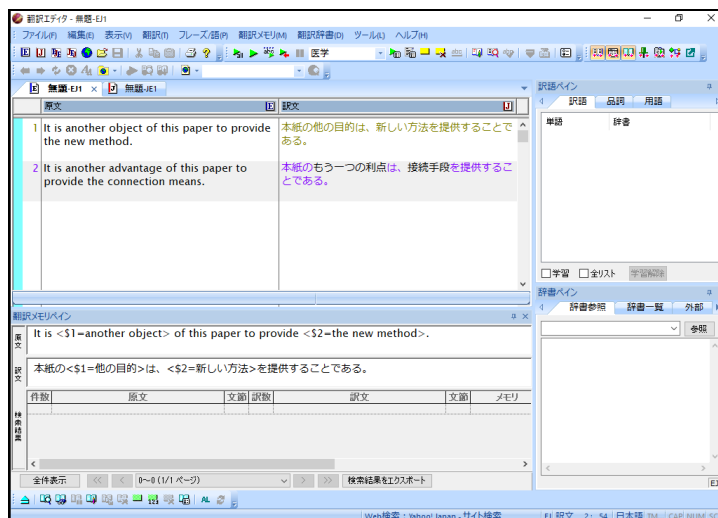 翻訳エディタ - 無題-EJ1
ファイル(F) 編集(E) 表示(V) 翻訳(T) フレーズ/語(P) 翻訳メモリ(M) 翻訳辞書(D) ツール(L) ヘルプ(H)
医学
無題-EJ1 × 無題-JE1
原文 E 訳文 J
1 It is another object of this paper to provide the new method.
本紙の他の目的は、新しい方法を提供することである。
2 It is another advantage of this paper to provide the connection means.
本紙のもう一つの利点は、接続手段を提供することである。
訳語ペイン
訳語 品詞 用語
単語 辞書
学習 全リスト 学習解除
辞書ペイン
辞書参照 辞書一覧 外部
参照
EJ
翻訳メモリペイン
原文
It is <$1=another object> of this paper to provide <$2=the new method>.
訳文
本紙の<$1=他の目的>は、<$2=新しい方法>を提供することである。
検索結果
件数 原文 文節 訳数 訳文 文節 メモリ
全件表示 << < 0～0 (1/1 ページ) > >> 検索結果をエクスポート
Web検索 : Yahoo! Japan - サイト検索 EJ 訳文 2: 54 日本語 TM CAP NUM